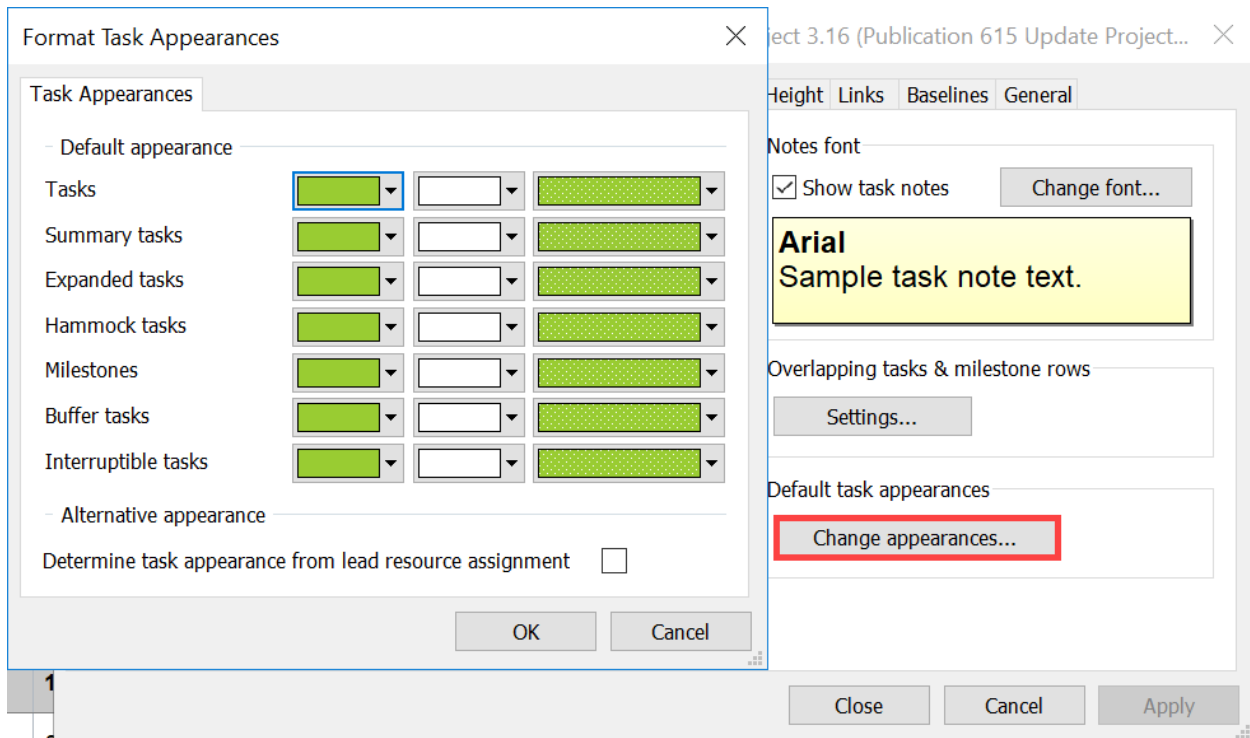 Format Task Appearances
ject 3.16 (Publication 615 Update Project...
Task Appearances
Height Links Baselines General
Default appearance
Tasks
Summary tasks
Expanded tasks
Hammock tasks
Milestones
Buffer tasks
Interruptible tasks
Alternative appearance
Determine task appearance from lead resource assignment
OK Cancel
Notes font
Show task notes Change font...
Arial
Sample task note text.
Overlapping tasks & milestone rows
Settings...
Default task appearances
Change appearances...
1
Close Cancel Apply